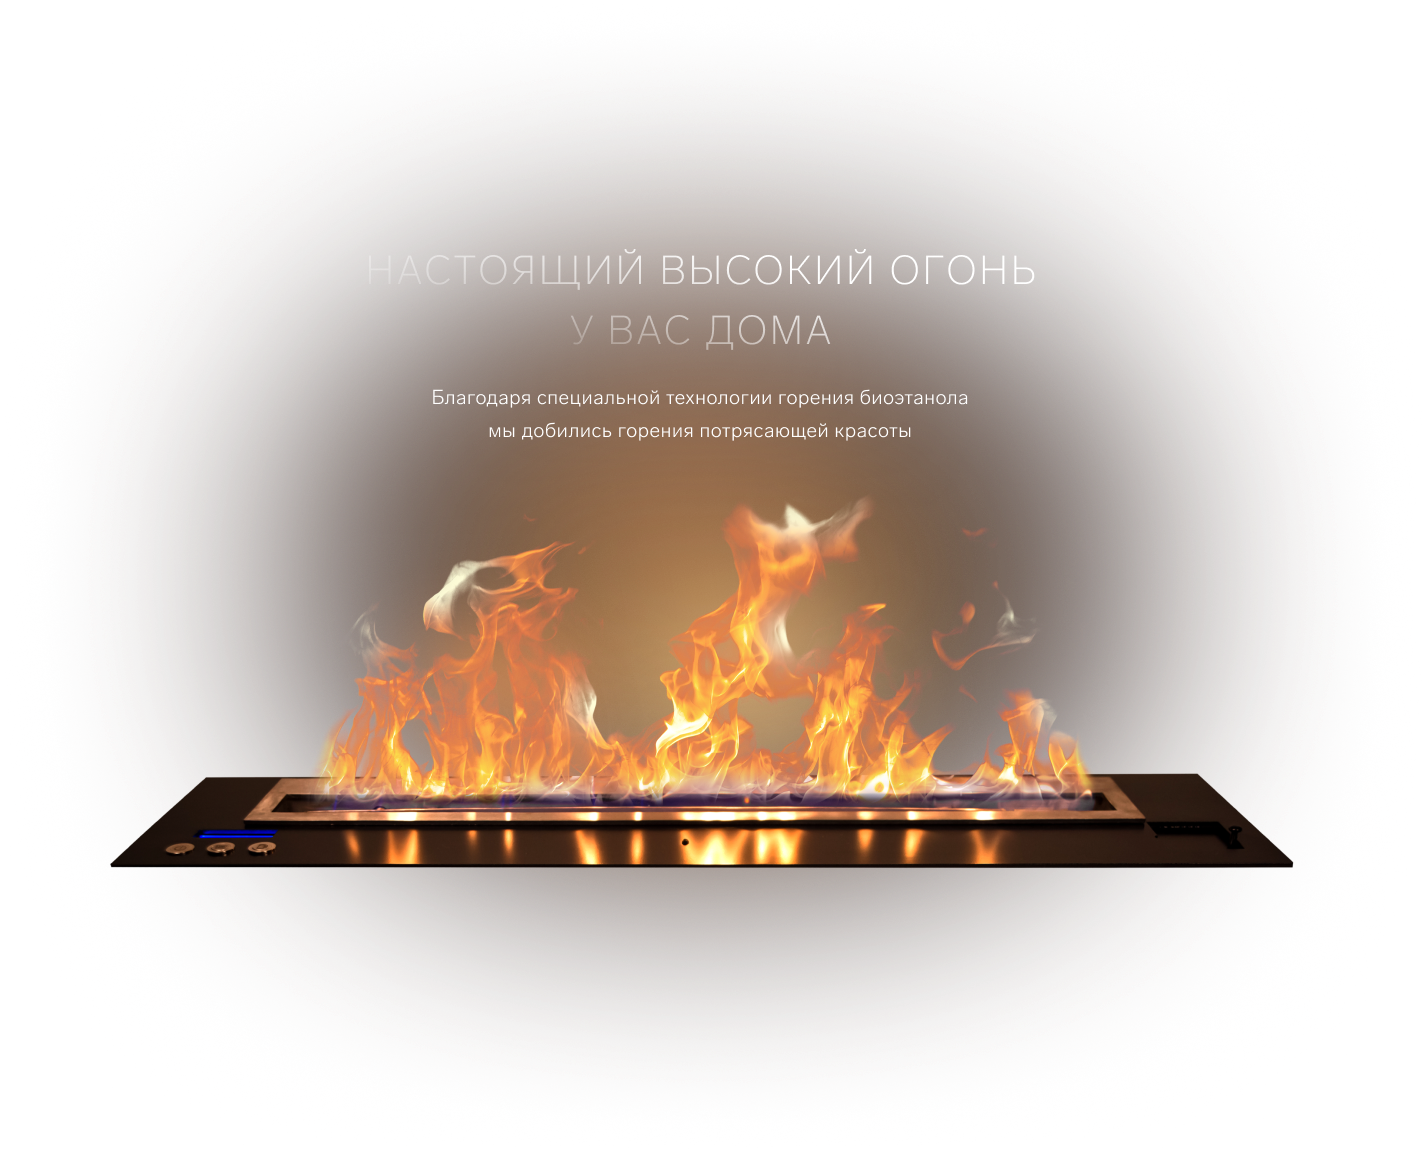 НАСТОЯЩИЙ ВЫСОКИЙ ОГОНЬ
У ВАС ДОМА
Благодаря специальной технологии горения биоэтанола
мы добились горения потрясающей красоты